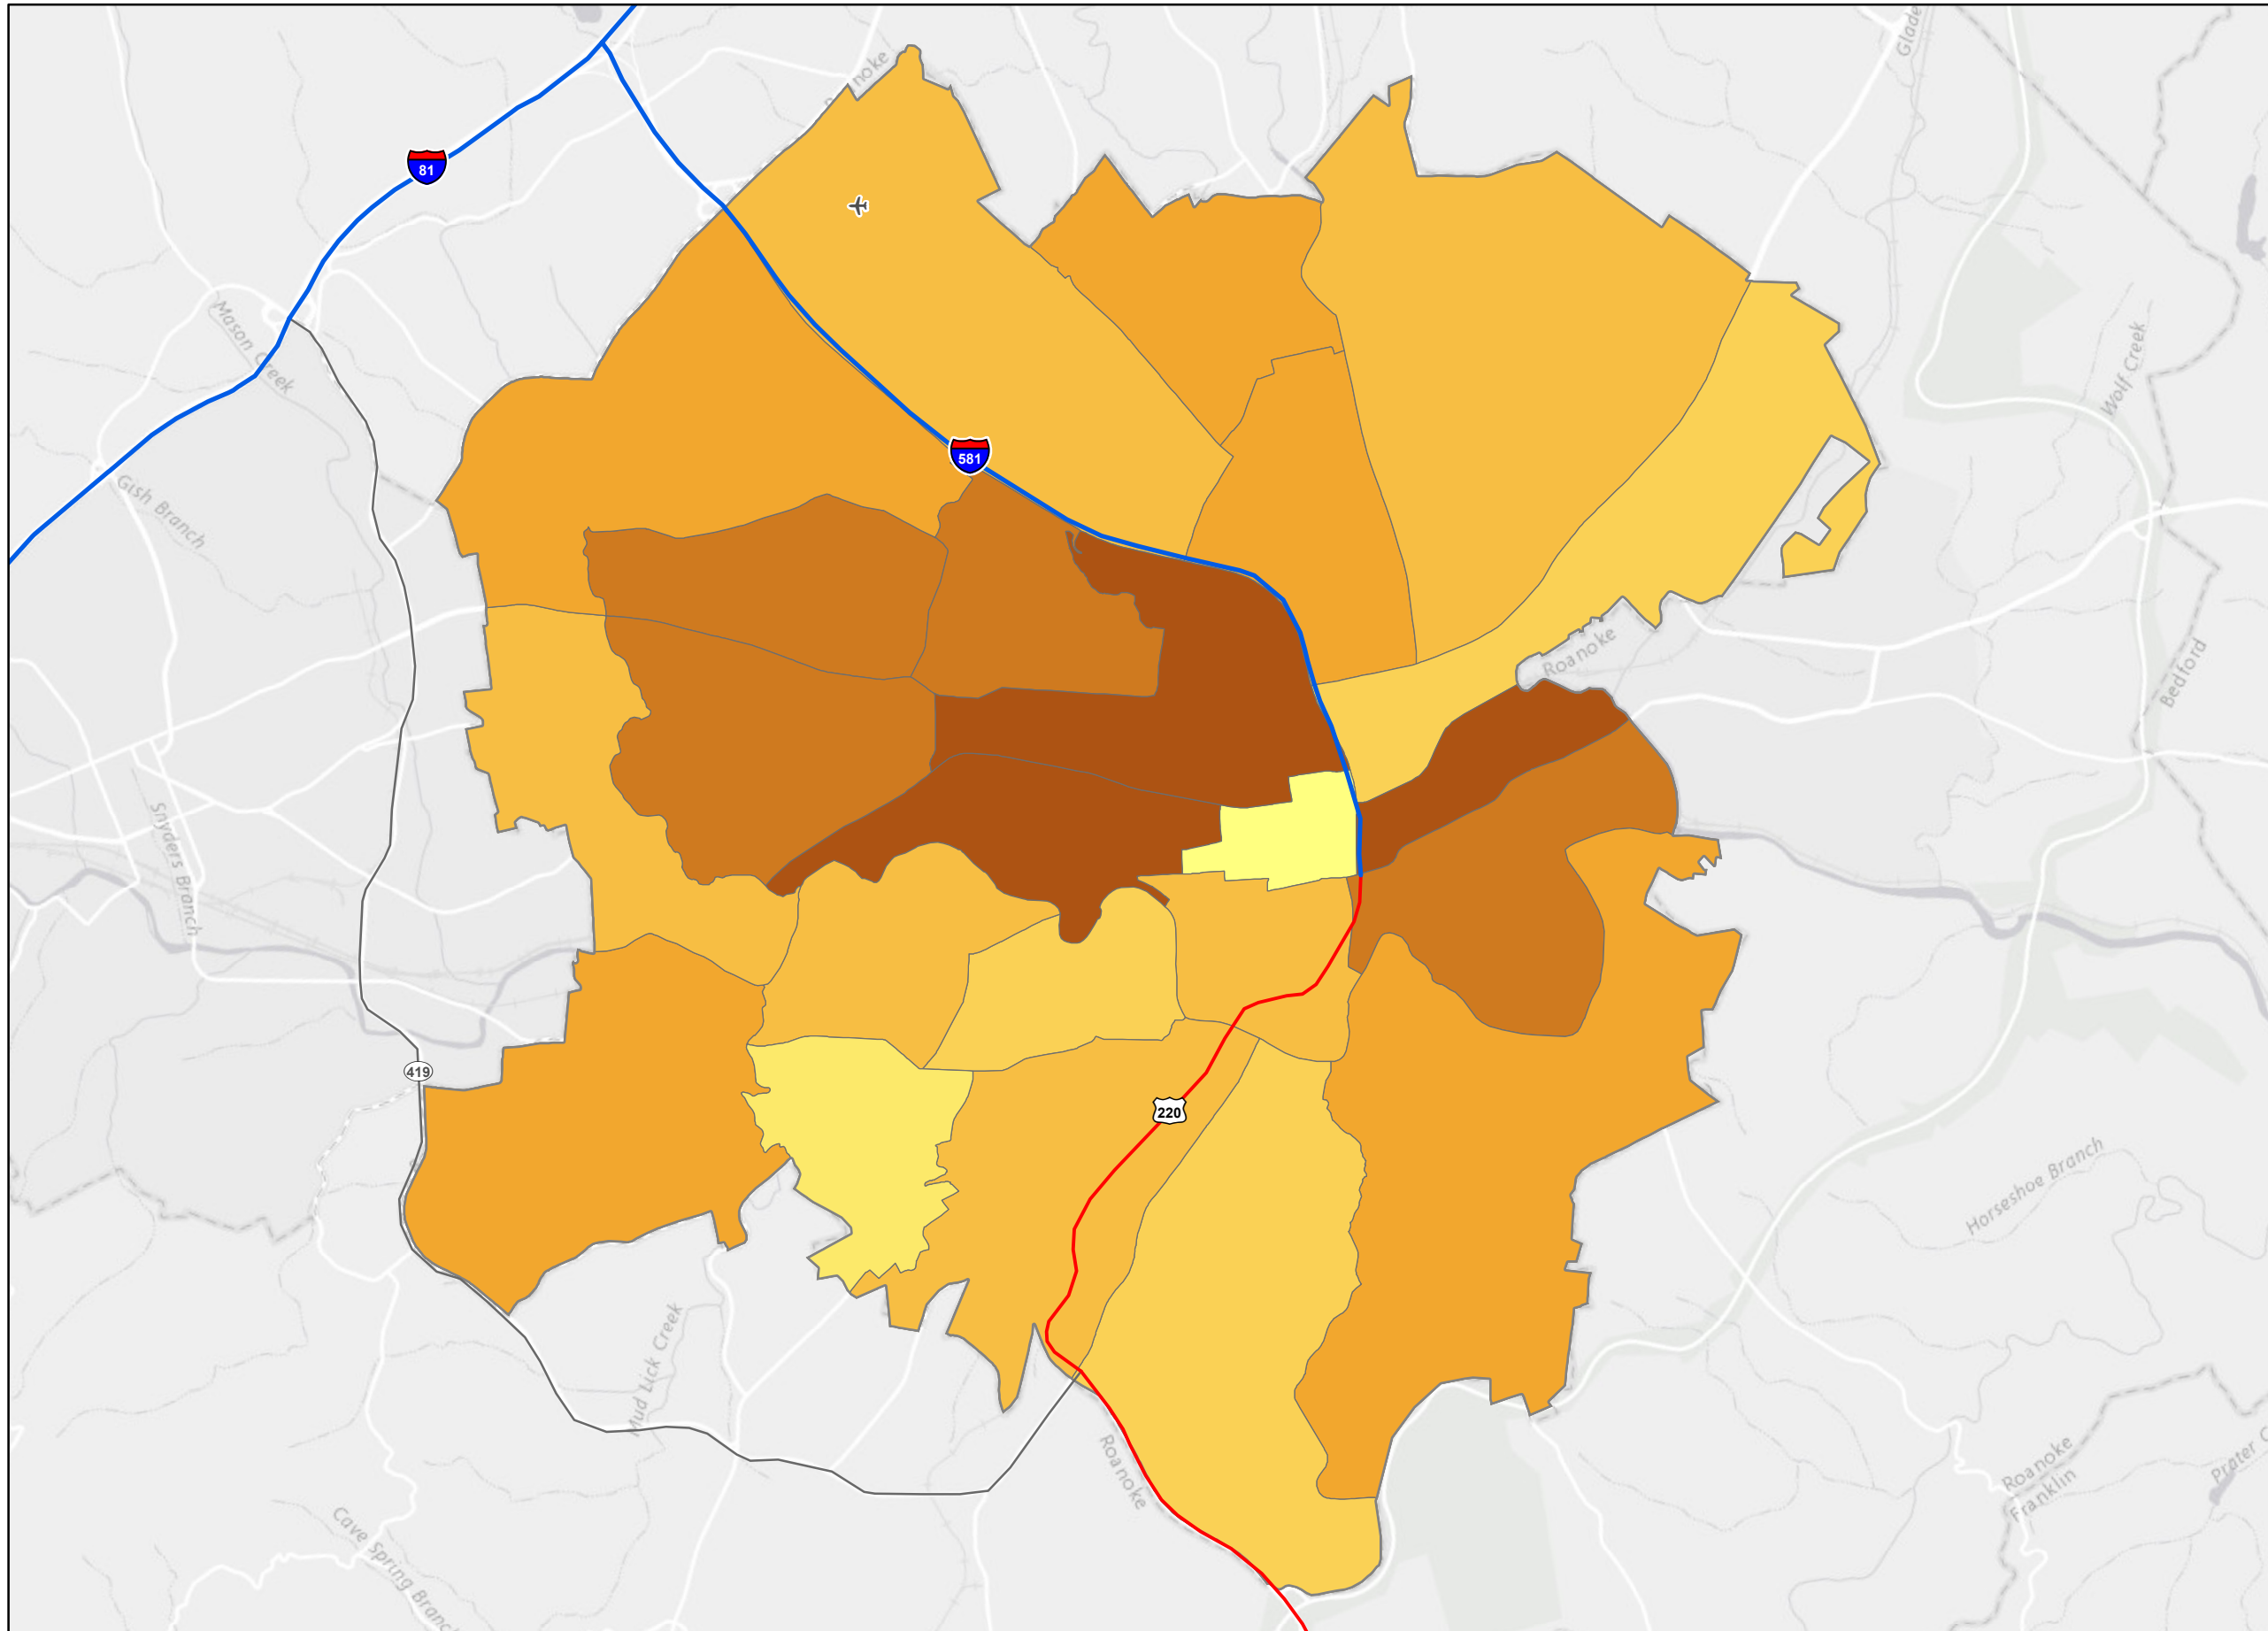 Glade
81
Mason Creek
Wolf Creek
581
Gish Branch
Roanoke
Bedford
Snyders Branch
419
220
Horseshoe Branch
Mud Lick Creek
Roanoke
Roanoke
Franklin
Cave Spring Branch